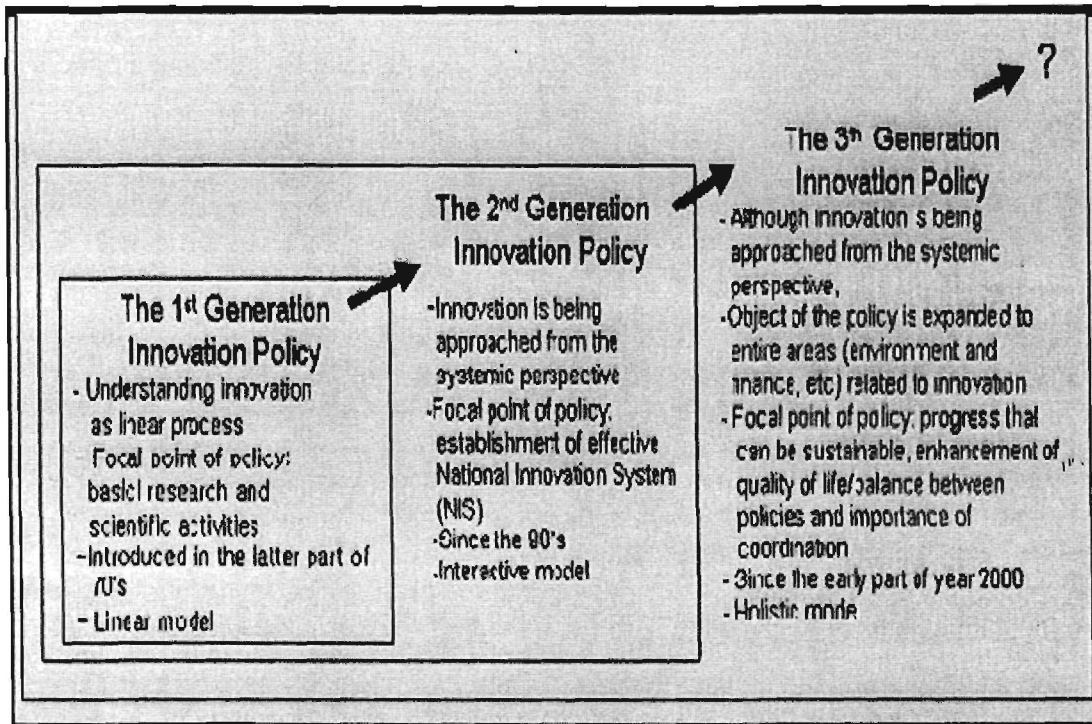 The 1st Generation
Innovation Policy
- Understanding innovation
as linear process
- Focal point of policy:
basicl research and
scientific activities
- Introduced in the latter part of
70's
- Linear model
The 2nd Generation
Innovation Policy
-Innovation is being
approached from the
systemic perspective
-Focal point of policy:
establishment of effective
National Innovation System
(NIS)
-Since the 90's
-Interactive model
?
The 3th Generation
Innovation Policy
- Although innovation is being
approached from the systemic
perspective,
-Object of the policy is expanded to
entire areas (environment and
finance, etc) related to innovation
- Focal point of policy: progress that
can be sustainable, enhancement of
quality of life/balance between
policies and importance of
coordination
- Since the early part of year 2000
- Holistic mode